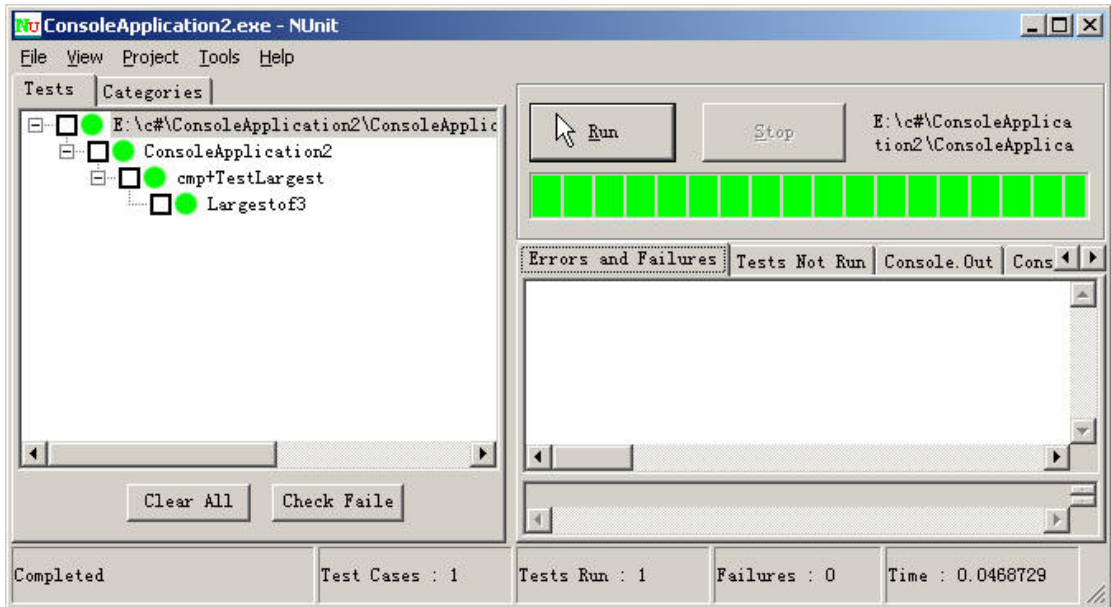 NU ConsoleApplication2.exe - NUnit
File View Project Tools Help
Tests Categories
E:\c#\ConsoleApplication2\ConsoleApplic
ConsoleApplication2
cmp+TestLargest
Largestof3
Clear All Check Faile
Run Stop E:\c#\ConsoleApplica
tion2\ConsoleApplica
Errors and Failures Tests Not Run Console.Out Cons
Completed Test Cases : 1 Tests Run : 1 Failures : 0 Time : 0.0468729